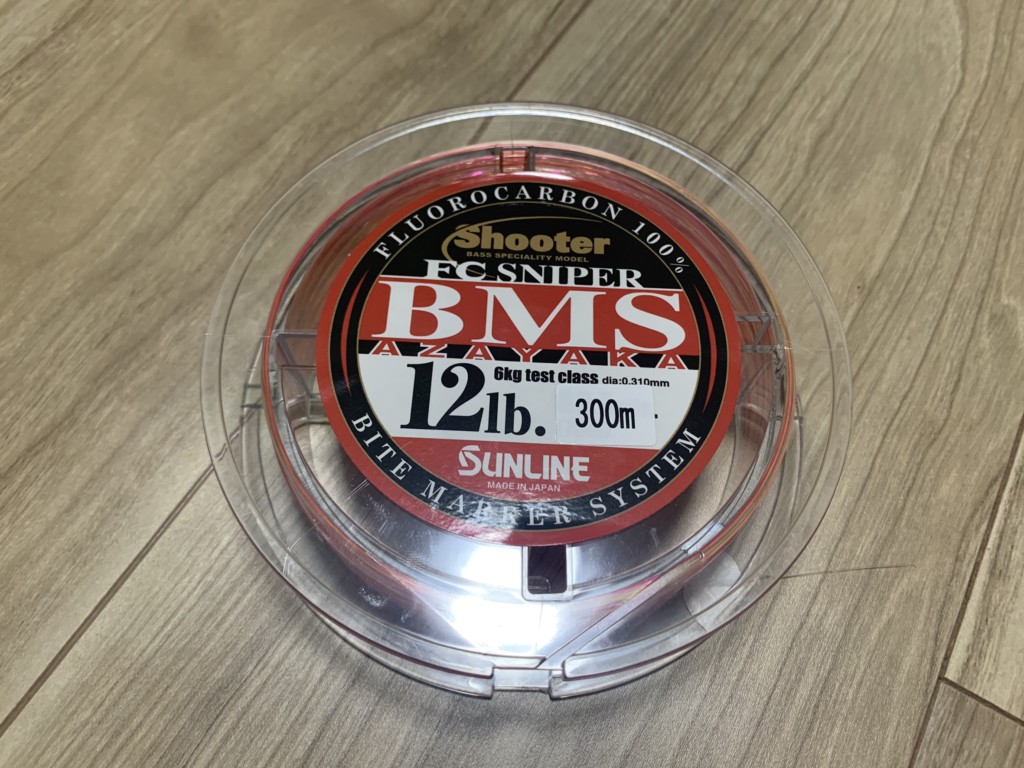 FLUOROCARBON 100%
Shooter
BASS SPECIALITY MODEL
FC SNIPER
BMS
AZAYAKA
6kg test class dia:0.310mm
12lb.
300m
SUNLINE
MADE IN JAPAN
BITE MARKER SYSTEM